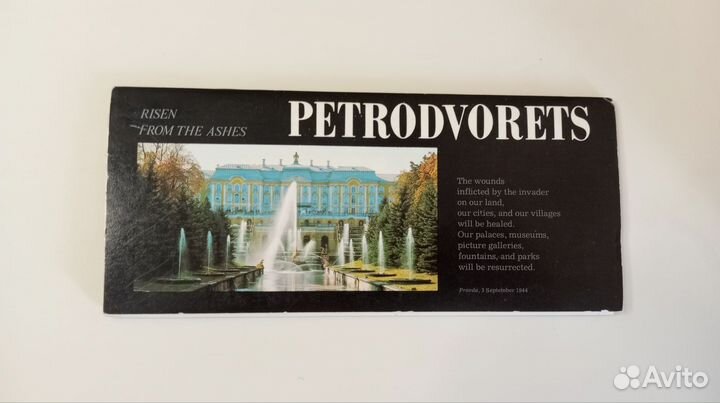 RISEN
FROM THE ASHES
PETRODVORETS
The wounds
inflicted by the invader
on our land,
our cities, and our villages
will be healed.
Our palaces, museums,
picture galleries,
fountains, and parks
will be resurrected.
Pravda, 3 September 1944
Avito